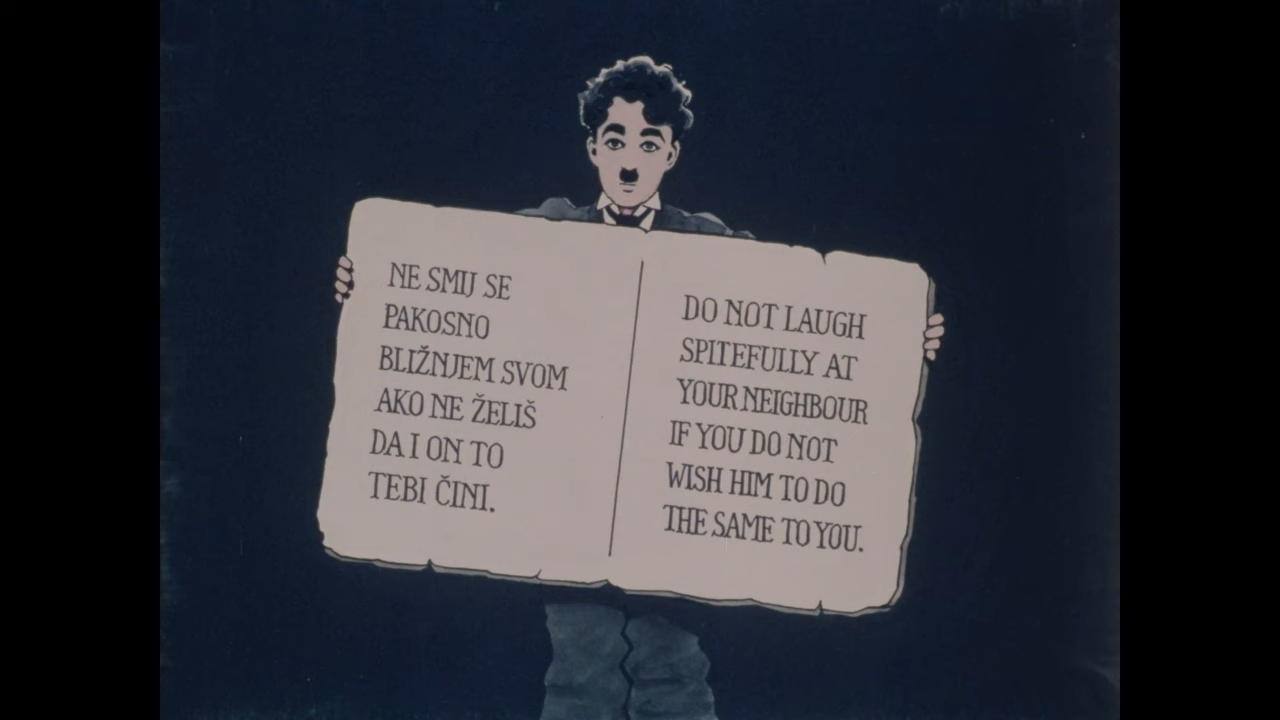 NE SMIJ SE
PAKOSNO
BLIŽNJEM SVOM
AKO NE ŽELIŠ
DA I ON TO
TEBI ČINI.
DO NOT LAUGH
SPITEFULLY AT
YOUR NEIGHBOUR
IF YOU DO NOT
WISH HIM TO DO
THE SAME TO YOU.